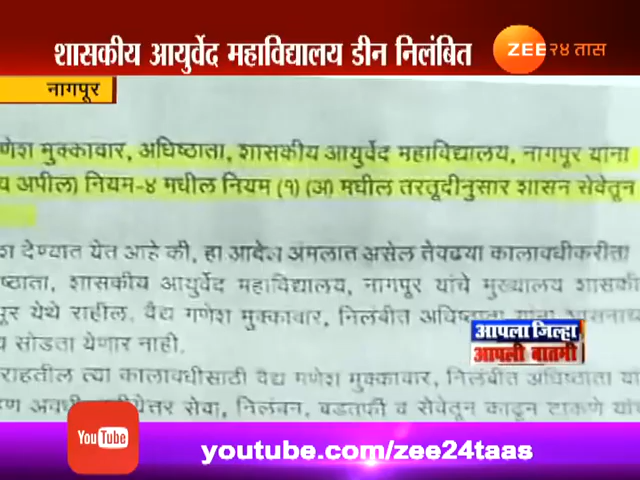 शासकीय आयुर्वेद महाविद्यालय डीन निलंबित
ZEE २४ तास
नागपूर
णेश मुक्कावार, अधिष्ठाता, शासकीय आयुर्वेद महाविद्यालय, नागपूर यांना
य अपील) नियम-४ मधील नियम (१) (अ) मधील तरतूदीनुसार शासन सेवेतून
श देण्यात येत आहे की, हा आदेश अमलात असेल तेवढया कालावधीकरीता
ष्ठाता, शासकीय आयुर्वेद महाविद्यालय, नागपूर यांचे मुख्यालय शासकी
पूर येथे राहील. वैद्य गणेश मुक्कावार, निलंबीत अधिष्ठाता यांना
य सोडता येणार नाही.
आपला जिल्हा
आपली बातमी
राहतील त्या कालावधीसाठी वैद्य गणेश मुक्कावार, निलंबीत अधिष्ठाता यां
सेवा, निलंबन, बडतर्फी व सेवेतून काढून टाकणे यां
YouTube
youtube.com/zee24taas